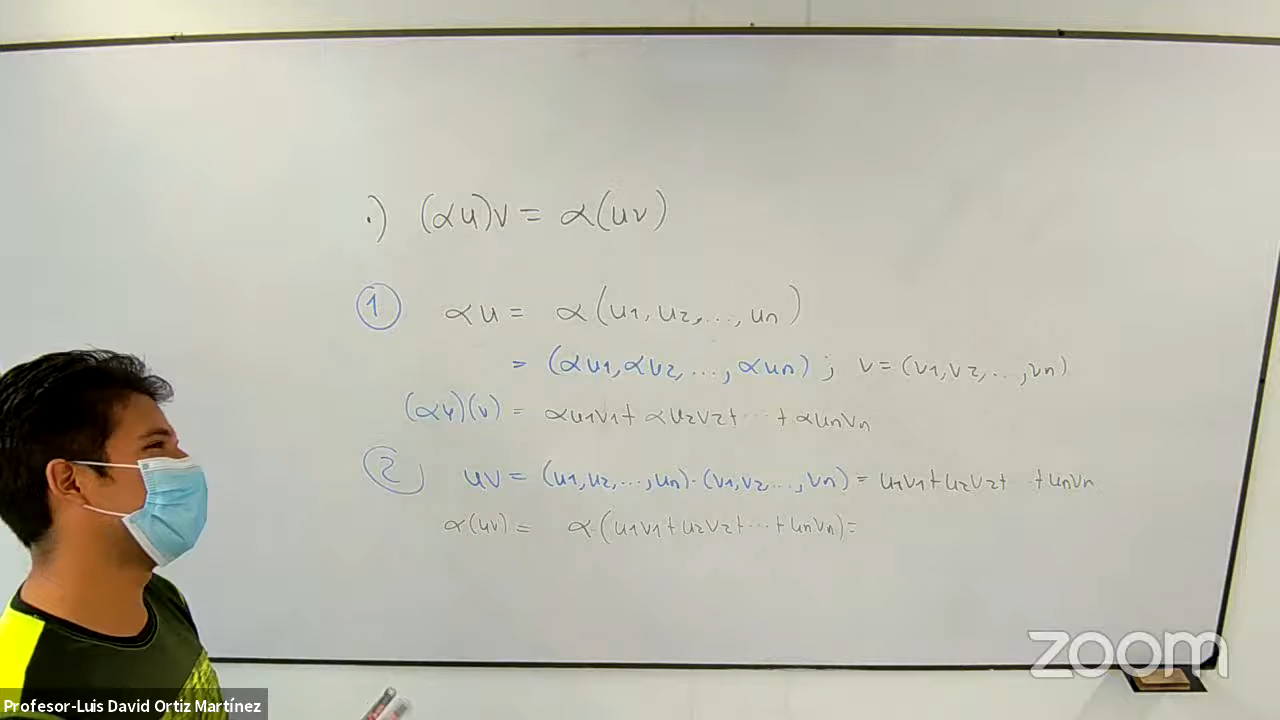 ·) (αu)v = α(uv)
① αu = α(u1, u2, ..., un)
= (αu1, αu2, ..., αun) ; v = (v1, v2, ..., vn)
(αu)(v) = αu1v1 + αu2v2 + ... + αunvn
② uv = (u1, u2, ..., un) · (v1, v2, ..., vn) = u1v1 + u2v2 + ... + unvn
α(uv) = α·(u1v1 + u2v2 + ... + unvn) =
zoom
Profesor-Luis David Ortiz Martínez